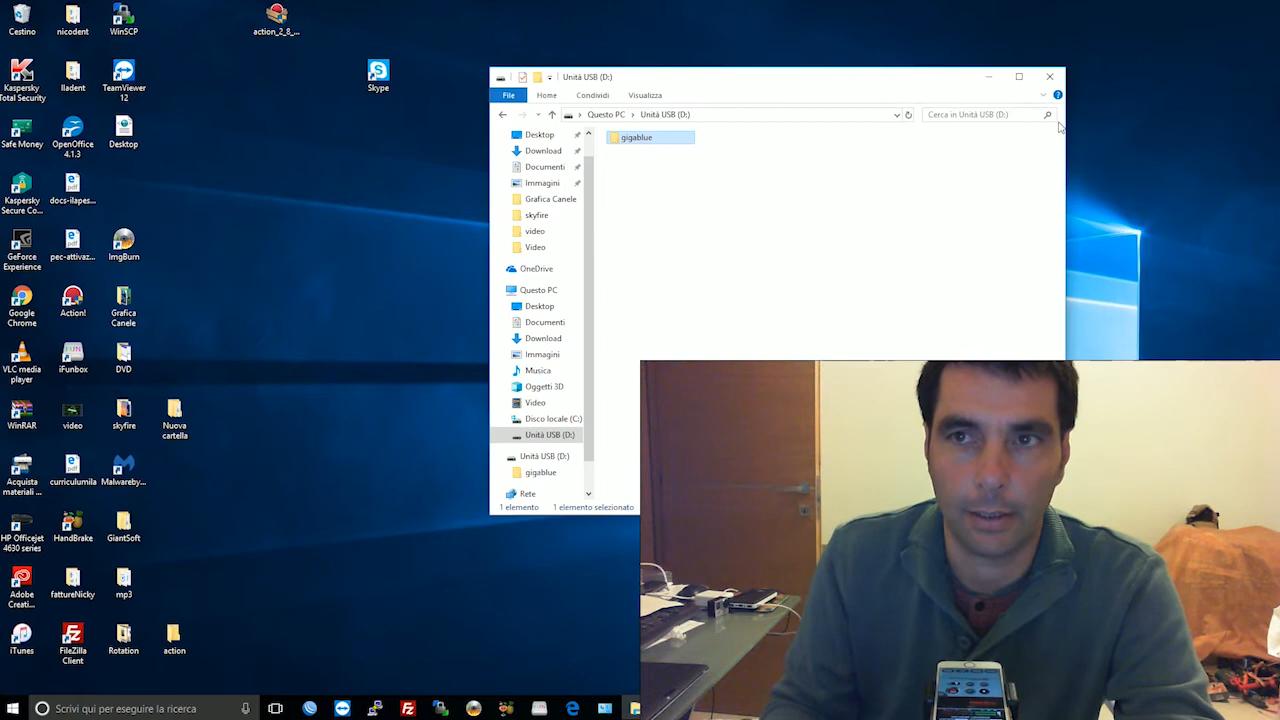 Cestino
nicodent
WinSCP
action_2_8_...
Kaspersky
Total Security
Iladent
TeamViewer
Skype
Safe Money
OpenOffice
4.1.3
Desktop
Kaspersky
Secure Co...
docs-ilapes...
GeForce
Experience
pec-attivaz...
ImgBurn
Google
Chrome
Action!
Grafica
Canele
VLC media
player
iFunbox
DVD
WinRAR
video
skyfire
Nuova
cartella
Acquista
materiali ...
curriculumila
Malwareby...
HP Officejet
4630 series
HandBrake
GiantSoft
Adobe
Creati...
fattureNicky
mp3
iTunes
FileZilla
Client
Rotation
action
Unità USB (D:)
File
Home
Condividi
Visualizza
Questo PC
Unità USB (D:)
Cerca in Unità USB (D:)
Desktop
Download
Documenti
Immagini
Grafica Canele
skyfire
video
Video
OneDrive
Questo PC
Desktop
Documenti
Download
Immagini
Musica
Oggetti 3D
Video
Disco locale (C:)
Unità USB (D:)
Unità USB (D:)
gigablue
Rete
gigablue
1 elemento
1 elemento selezionato
Scrivi qui per eseguire la ricerca